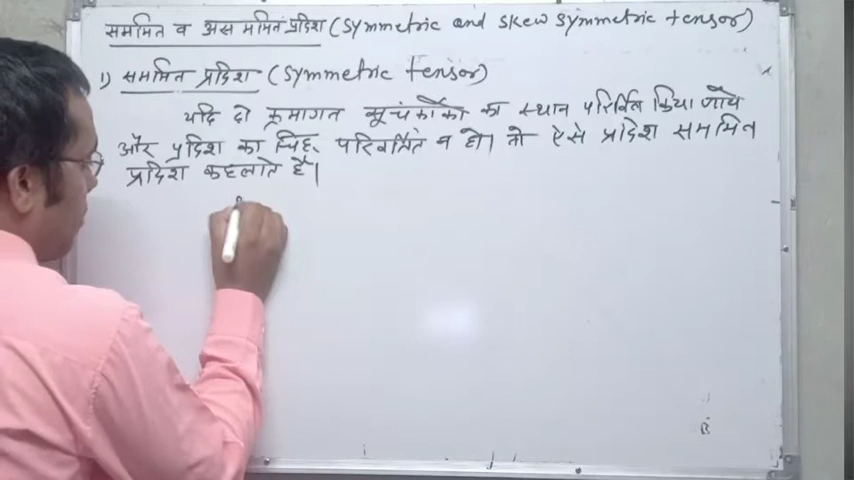 सममित व असममित प्रदिश (Symmetric and skew symmetric tensor)
1) सममित प्रदिश (Symmetric tensor)
यदि दो क्रमागत सूचकांको का स्थान परिवर्तित किया जाये
और प्रदिश का चिह्न परिवर्तित न हो। तो ऐसे प्रदिश सममित
प्रदिश कहलाते है।